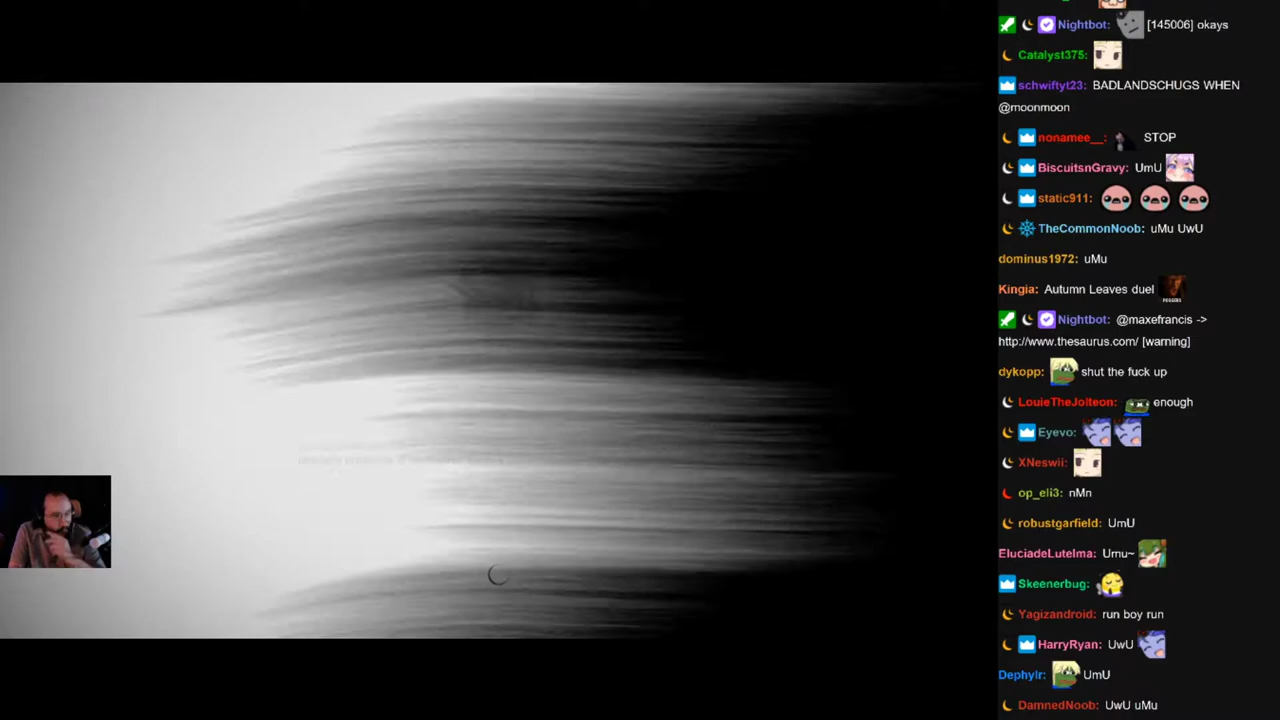 Nightbot: [145006] okays
Catalyst375:
schwiftyt23: BADLANDSCHUGS WHEN
@moonmoon
nonamee__: STOP
BiscuitsnGravy: UmU
static911:
TheCommonNoob: uMu UwU
dominus1972: uMu
Kingia: Autumn Leaves duel
Nightbot: @maxefrancis ->
http://www.thesaurus.com/ [warning]
dykopp: shut the fuck up
LouieTheJolteon: enough
Eyevo:
XNeswii:
op_eli3: nMn
robustgarfield: UmU
EluciadeLutelma: Umu~
Skeenerbug:
Yagizandroid: run boy run
HarryRyan: UwU
Dephylr: UmU
DamnedNoob: UwU uMu